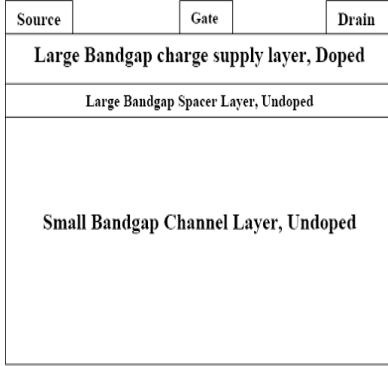 Source Gate Drain
Large Bandgap charge supply layer, Doped
Large Bandgap Spacer Layer, Undoped
Small Bandgap Channel Layer, Undoped